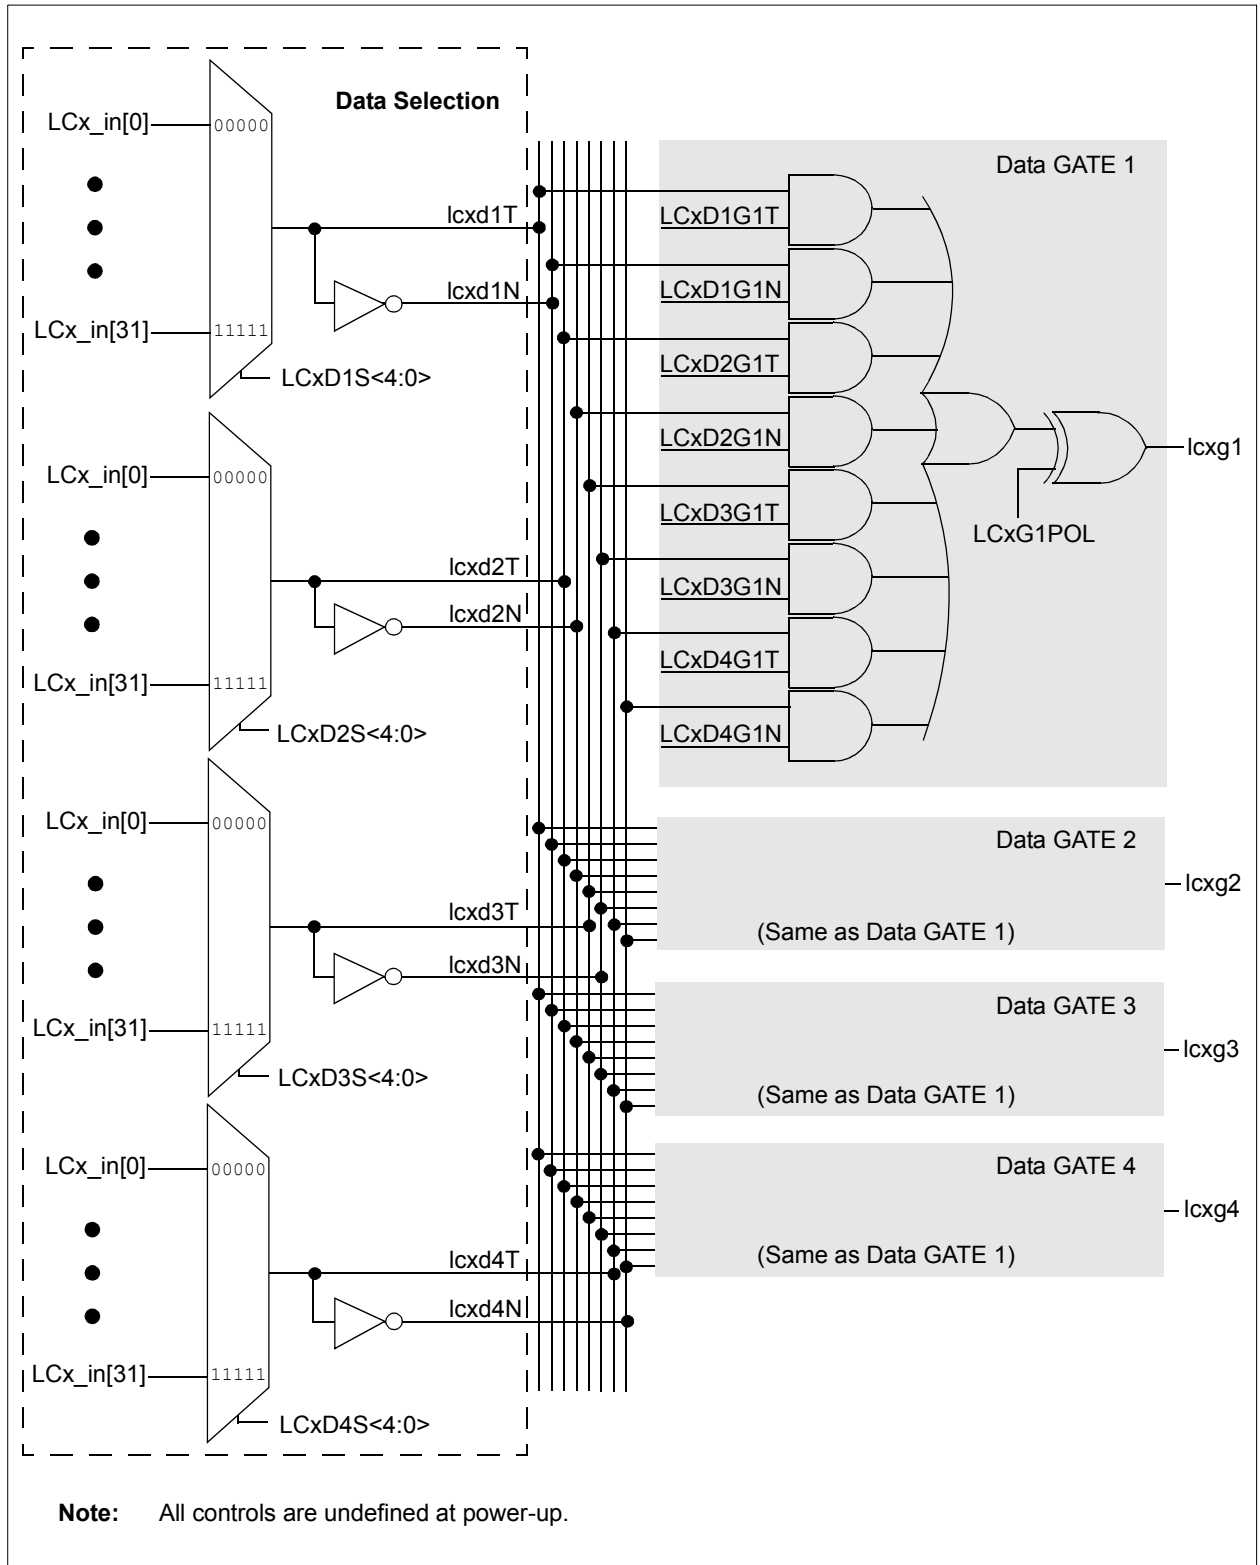 Data Selection
LCx_in[0]
00000
lcxd1T
lcxd1N
LCx_in[31]
11111
LCxD1S<4:0>
LCx_in[0]
00000
lcxd2T
lcxd2N
LCx_in[31]
11111
LCxD2S<4:0>
LCx_in[0]
00000
lcxd3T
lcxd3N
LCx_in[31]
11111
LCxD3S<4:0>
LCx_in[0]
00000
lcxd4T
lcxd4N
LCx_in[31]
11111
LCxD4S<4:0>
Data GATE 1
LCxD1G1T
LCxD1G1N
LCxD2G1T
LCxD2G1N
LCxD3G1T
LCxD3G1N
LCxD4G1T
LCxD4G1N
LCxG1POL
lcxg1
Data GATE 2
(Same as Data GATE 1)
lcxg2
Data GATE 3
(Same as Data GATE 1)
lcxg3
Data GATE 4
(Same as Data GATE 1)
lcxg4
Note: All controls are undefined at power-up.